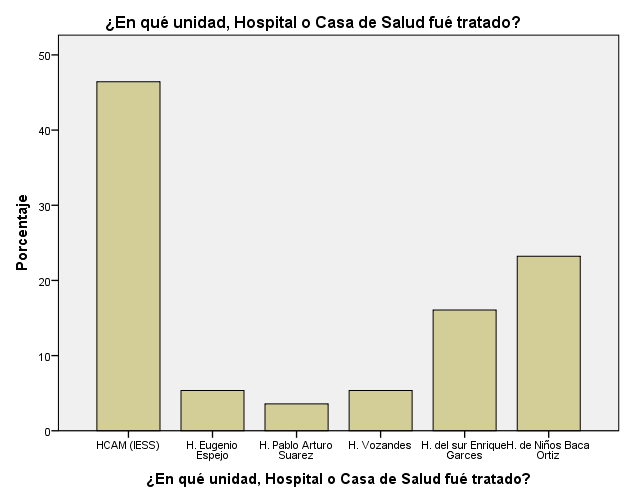 ¿En qué unidad, Hospital o Casa de Salud fué tratado?
Porcentaje
50
40
30
20
10
0
HCAM (IESS)
H. Eugenio
Espejo
H. Pablo Arturo
Suarez
H. Vozandes
H. del sur Enrique
Garces
H. de Niños Baca
Ortiz
¿En qué unidad, Hospital o Casa de Salud fué tratado?